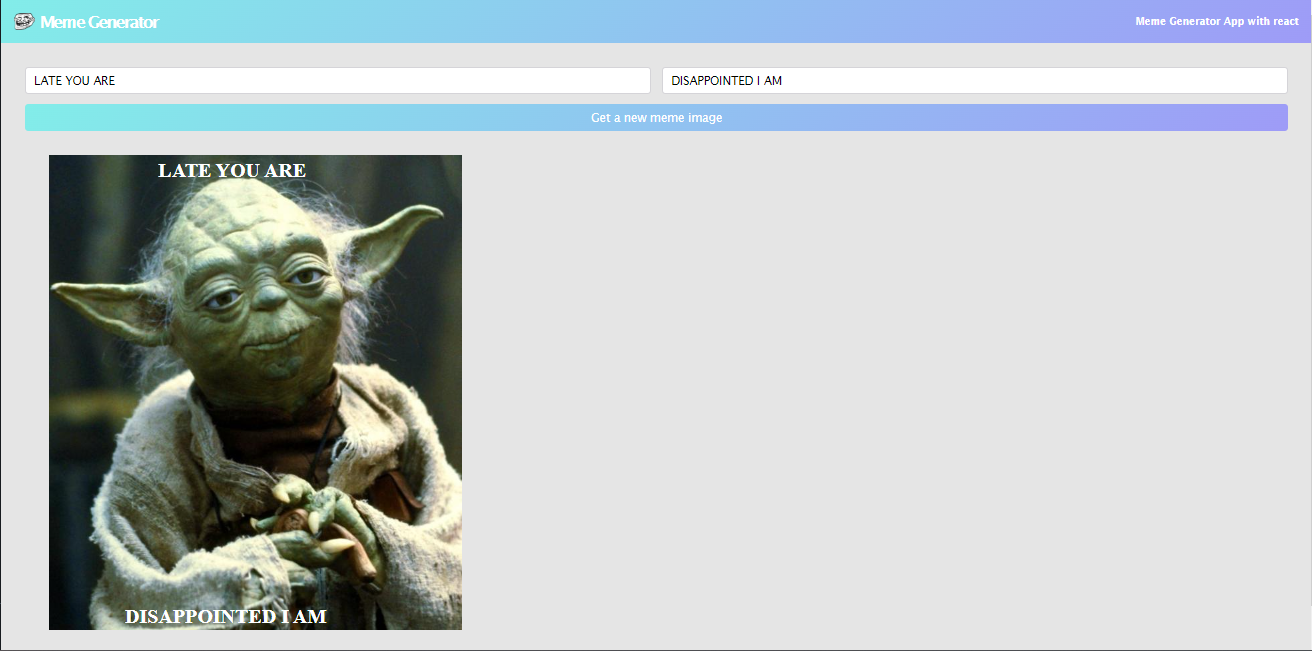 Meme Generator
Meme Generator App with react
LATE YOU ARE
DISAPPOINTED I AM
Get a new meme image
LATE YOU ARE
DISAPPOINTED I AM